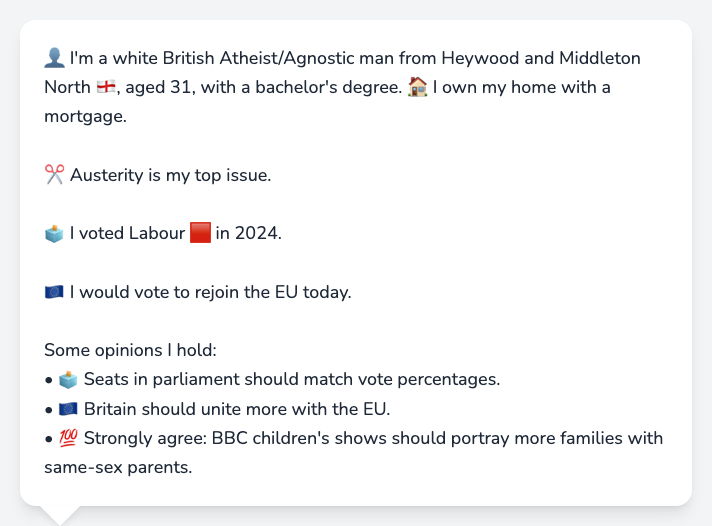 👤 I'm a white British Atheist/Agnostic man from Heywood and Middleton
North 🏴󠁧󠁢󠁥󠁮󠁧󠁿, aged 31, with a bachelor's degree. 🏠 I own my home with a
mortgage.
✂️ Austerity is my top issue.
🗳️ I voted Labour 🟥 in 2024.
🇪🇺 I would vote to rejoin the EU today.
Some opinions I hold:
• 🗳️ Seats in parliament should match vote percentages.
• 🇪🇺 Britain should unite more with the EU.
• 💯 Strongly agree: BBC children's shows should portray more families with
same-sex parents.